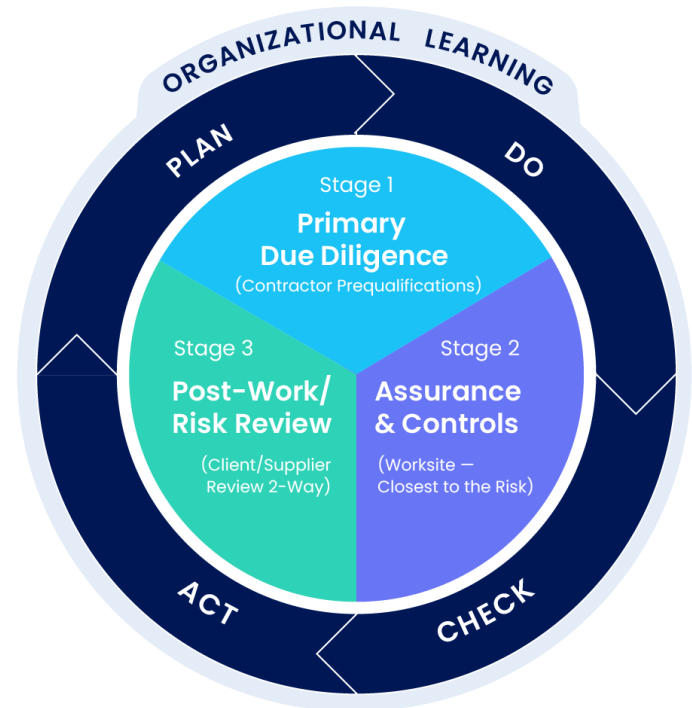 ORGANIZATIONAL LEARNING
PLAN
DO
Stage 1
Primary
Due Diligence
(Contractor Prequalifications)
Stage 3
Post-Work/
Risk Review
(Client/Supplier
Review 2-Way)
Stage 2
Assurance
& Controls
(Worksite —
Closest to the Risk)
ACT
CHECK